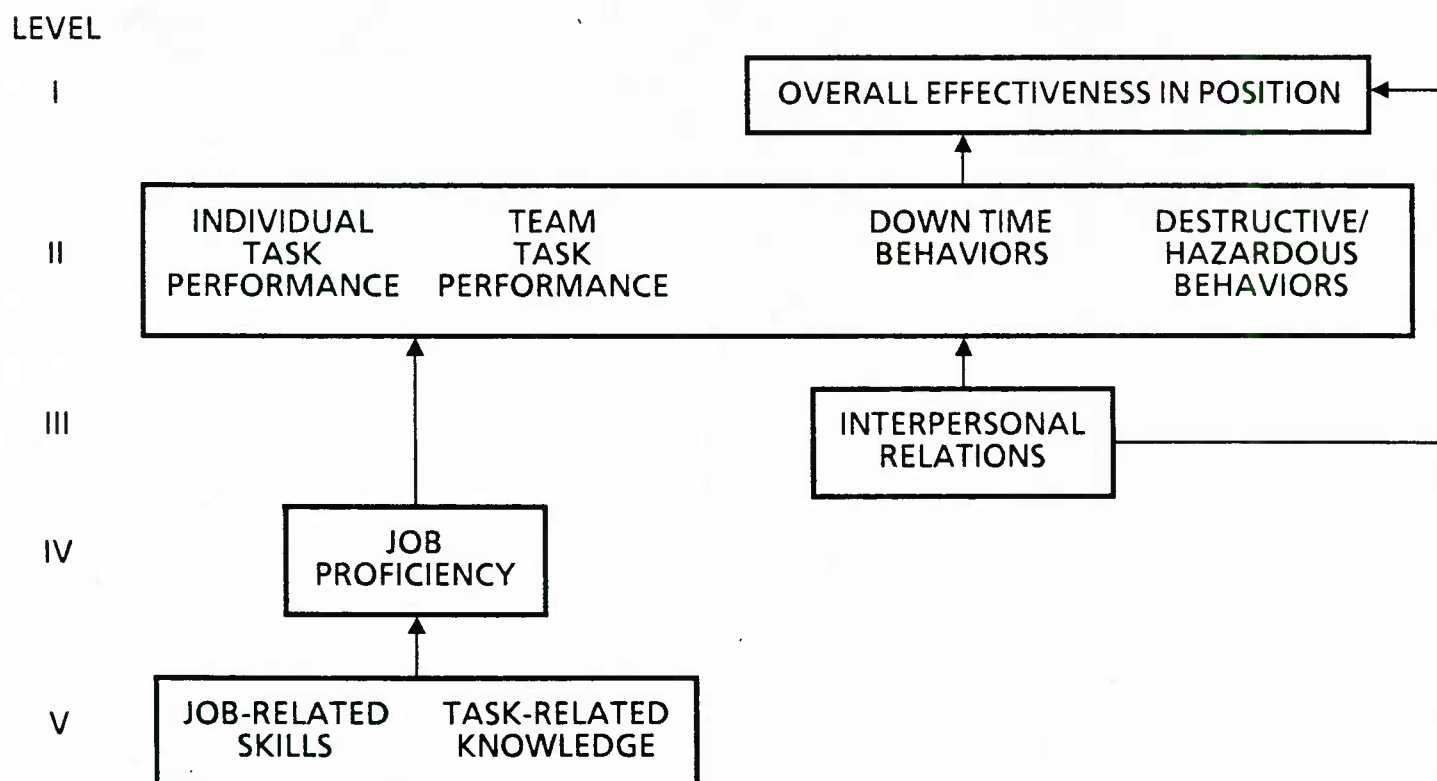 LEVEL
I
OVERALL EFFECTIVENESS IN POSITION
II
INDIVIDUAL
TASK
PERFORMANCE
TEAM
TASK
PERFORMANCE
DOWN TIME
BEHAVIORS
DESTRUCTIVE/
HAZARDOUS
BEHAVIORS
III
INTERPERSONAL
RELATIONS
IV
JOB
PROFICIENCY
V
JOB-RELATED
SKILLS
TASK-RELATED
KNOWLEDGE